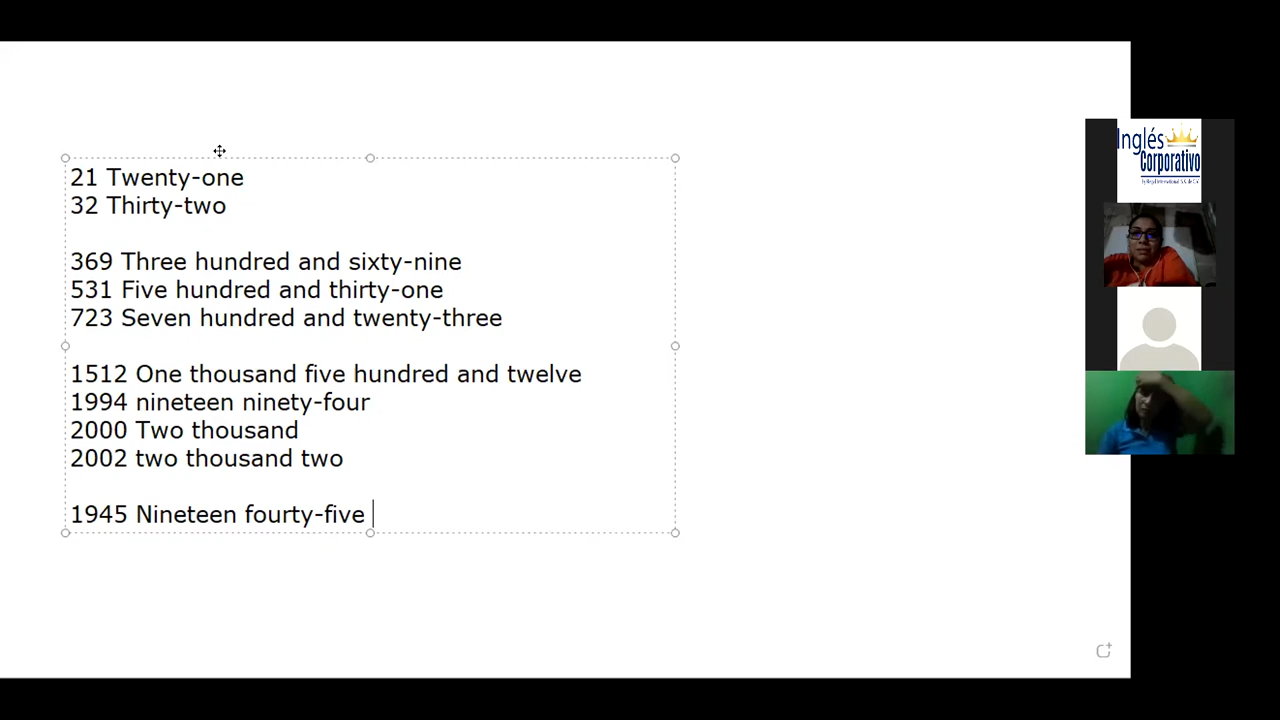 21 Twenty-one
32 Thirty-two
369 Three hundred and sixty-nine
531 Five hundred and thirty-one
723 Seven hundred and twenty-three
1512 One thousand five hundred and twelve
1994 nineteen ninety-four
2000 Two thousand
2002 two thousand two
1945 Nineteen fourty-five
Inglés
Corporativo